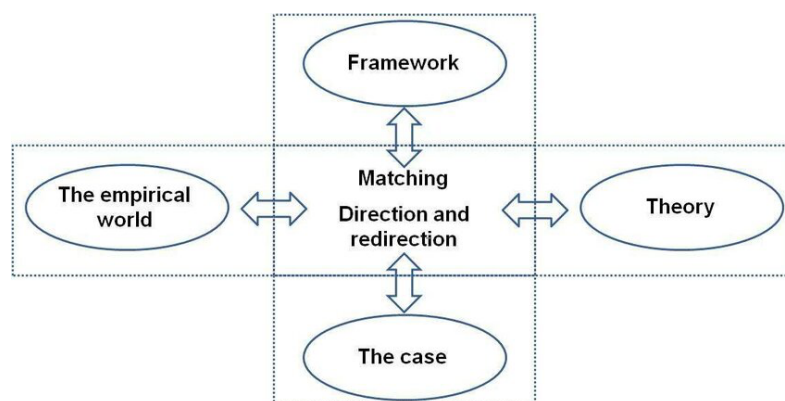 Framework
The empirical
world
Matching
Direction and
redirection
Theory
The case